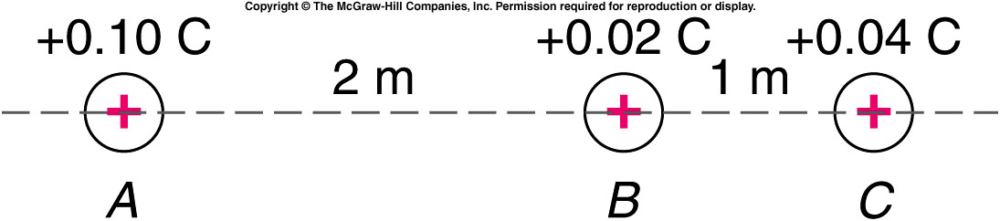 Copyright © The McGraw-Hill Companies, Inc. Permission required for reproduction or display.
+0.10 C +0.02 C +0.04 C
2 m 1 m
A B C